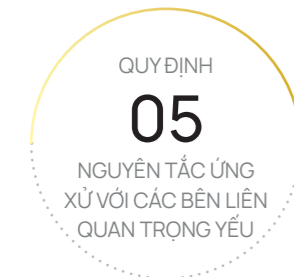 QUY ĐỊNH
05
NGUYÊN TẮC ỨNG
XỬ VỚI CÁC BÊN LIÊN
QUAN TRỌNG YẾU